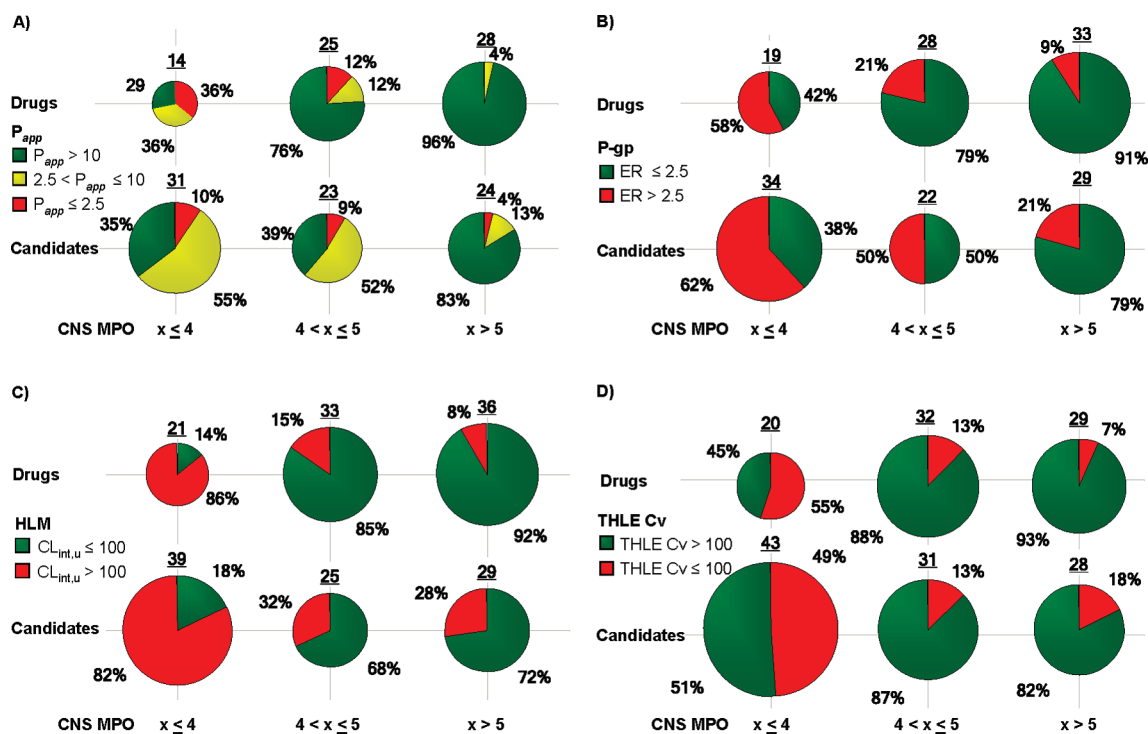 A)
14
25
28
29
36%
12%
12%
4%
Drugs
36%
76%
96%
Papp
Papp > 10
2.5 < Papp ≤ 10
Papp ≤ 2.5
31
23
24
35%
10%
39%
9%
4%
13%
Candidates
55%
52%
83%
CNS MPO x ≤ 4 4 < x ≤ 5 x > 5
B)
19
28
33
42%
21%
9%
Drugs
58%
79%
91%
P-gp
ER ≤ 2.5
ER > 2.5
34
22
29
38%
21%
Candidates
50%
50%
62%
79%
CNS MPO x ≤ 4 4 < x ≤ 5 x > 5
C)
21
33
36
14%
15%
8%
Drugs
86%
85%
92%
HLM
CLint,u ≤ 100
CLint,u > 100
39
25
29
18%
32%
28%
Candidates
82%
68%
72%
CNS MPO x ≤ 4 4 < x ≤ 5 x > 5
D)
20
32
29
45%
13%
7%
Drugs
55%
88%
93%
THLE Cv
THLE Cv > 100
THLE Cv ≤ 100
43
31
28
49%
13%
18%
Candidates
51%
87%
82%
CNS MPO x ≤ 4 4 < x ≤ 5 x > 5